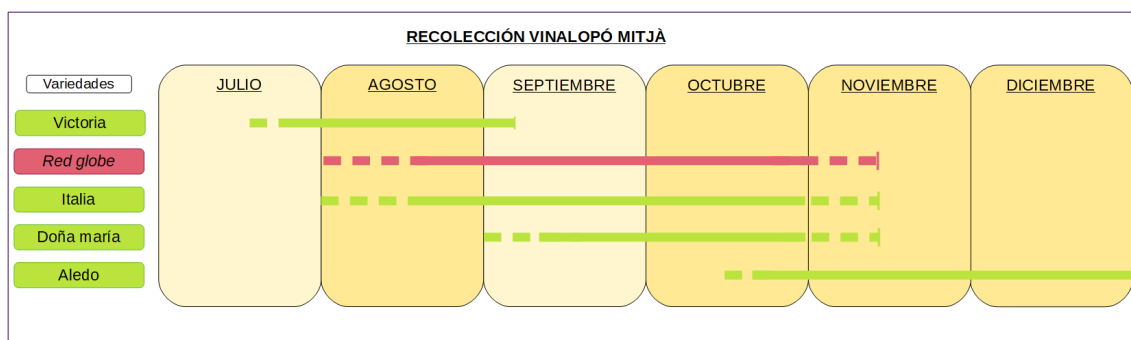 RECOLECCIÓN VINALOPÓ MITJÀ
Variedades
JULIO
AGOSTO
SEPTIEMBRE
OCTUBRE
NOVIEMBRE
DICIEMBRE
Victoria
Red globe
Italia
Doña maría
Aledo